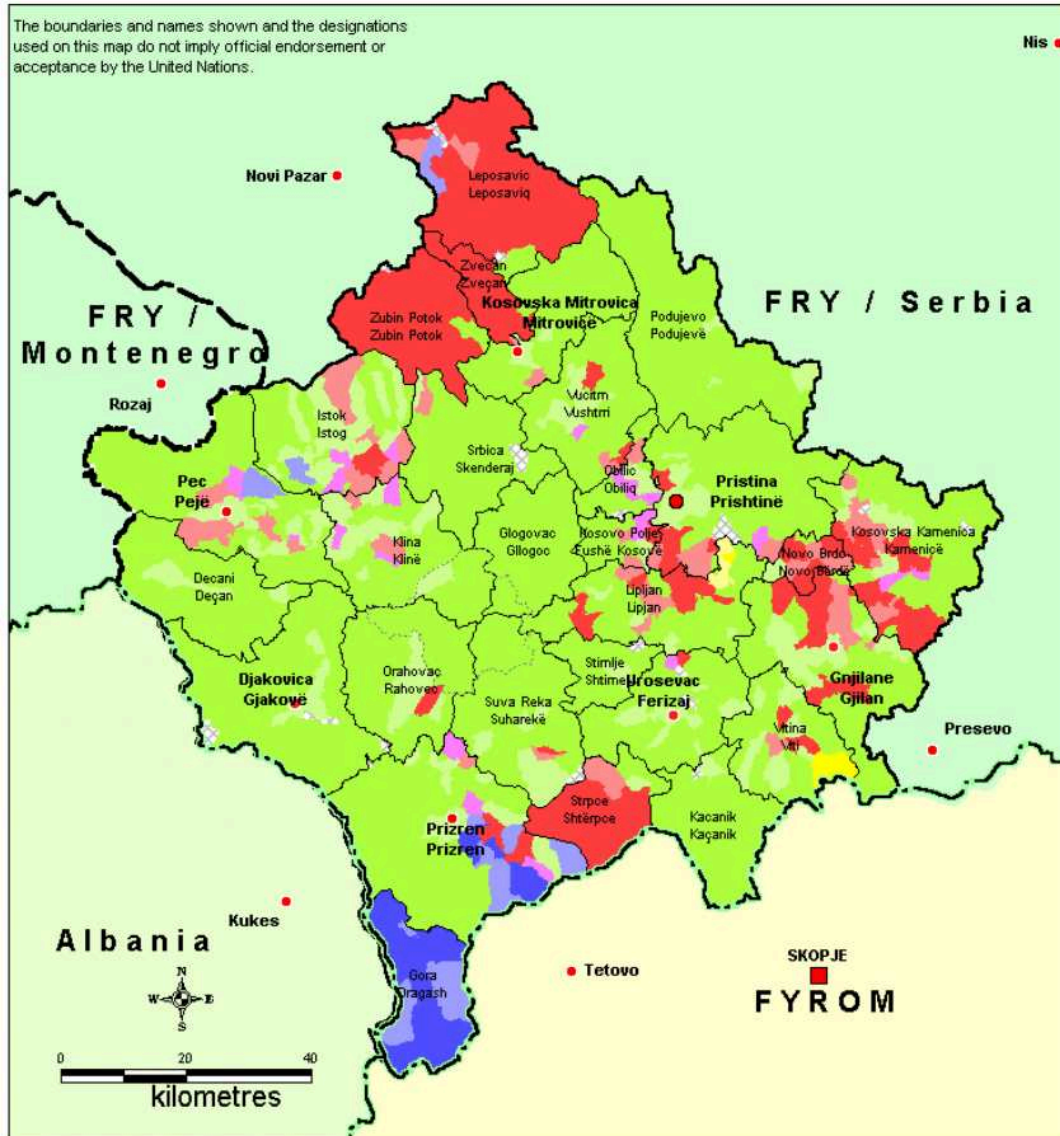 The boundaries and names shown and the designations
used on this map do not imply official endorsement or
acceptance by the United Nations.
Nis
Novi Pazar
Leposavic
Leposaviq
Zvecan
Zveçan
Kosovska Mitrovica
Mitrovicë
Zubin Potok
Zubin Potok
Podujevo
Podujevë
FRY / Serbia
FRY /
Montenegro
Rozaj
Istok
Istog
Vucitrn
Vushtrri
Srbica
Skenderaj
Obilic
Obiliq
Pec
Pejë
Pristina
Prishtinë
Glogovac
Gllogoc
Kosovo Polje
Fushë Kosovë
Klina
Klinë
Novo Brdo
Novo Bërdë
Kosovska Kamenica
Kamenicë
Decani
Deçan
Lipljan
Lipjan
Stimlje
Shtime
Djakovica
Gjakovë
Orahovac
Rahovec
Suva Reka
Suharekë
Urosevac
Ferizaj
Gnjilane
Gjilan
Vitina
Viti
Presevo
Strpce
Shtërpce
Kacanik
Kaçanik
Prizren
Prizren
Kukes
Albania
Gora
Dragash
Tetovo
SKOPJE
FYROM
N
W E
S
0 20 40
kilometres